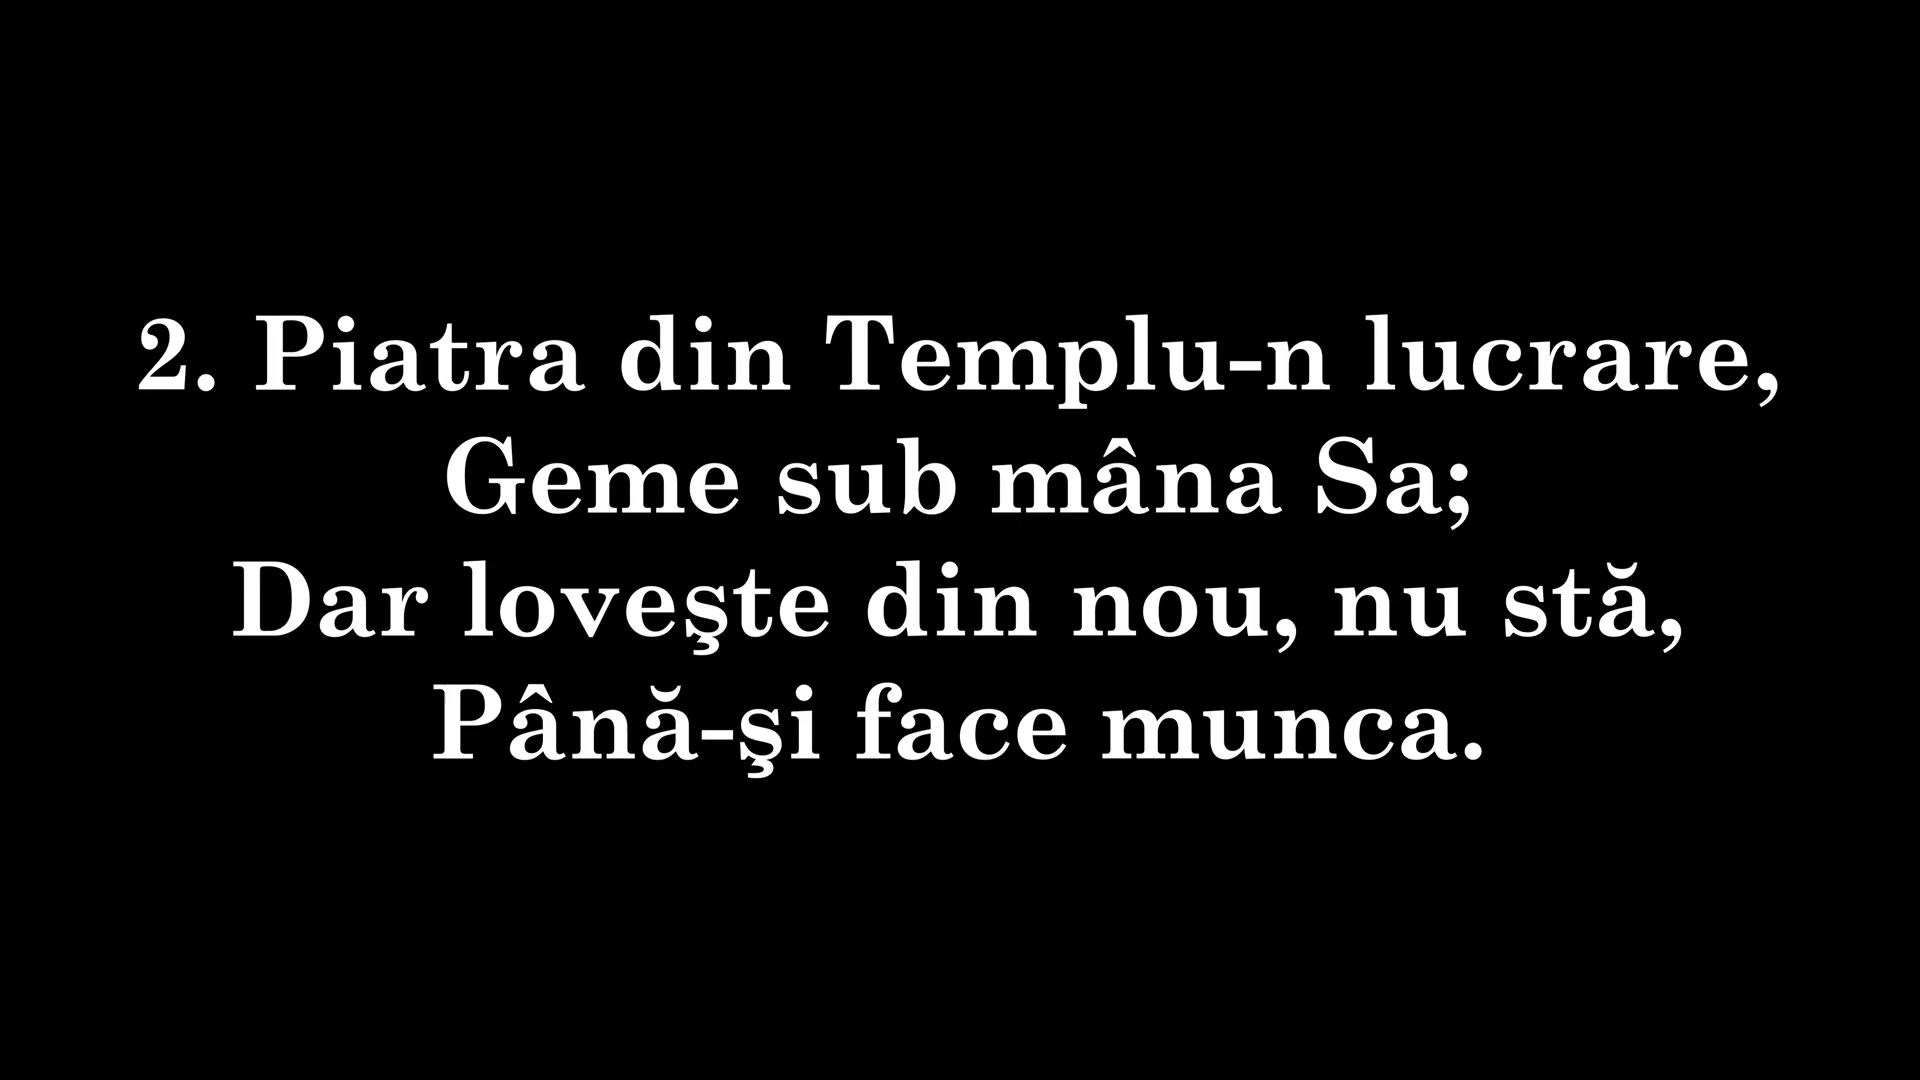 2. Piatra din Templu-n lucrare,
Geme sub mâna Sa;
Dar loveşte din nou, nu stă,
Până-şi face munca.